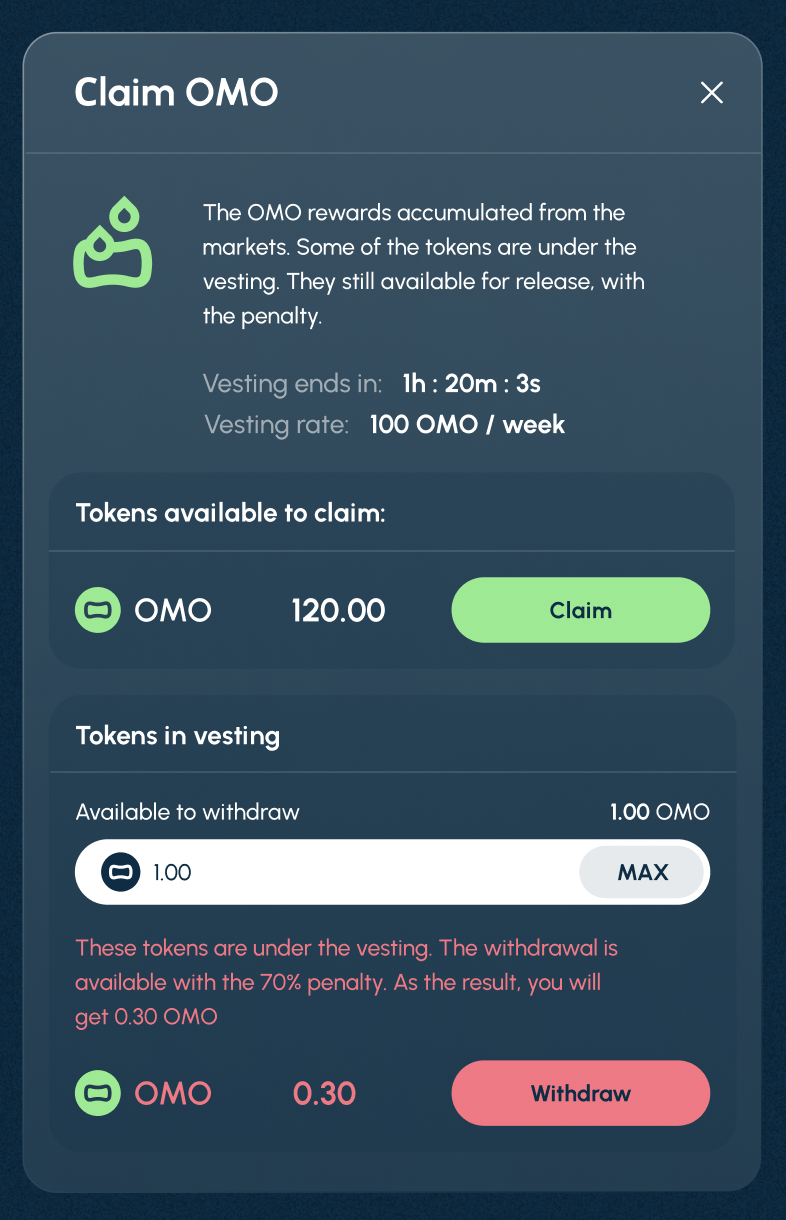 Claim OMO
The OMO rewards accumulated from the
markets. Some of the tokens are under the
vesting. They still available for release, with
the penalty.
Vesting ends in: 1h : 20m : 3s
Vesting rate: 100 OMO / week
Tokens available to claim:
OMO 120.00 Claim
Tokens in vesting
Available to withdraw 1.00 OMO
1.00 MAX
These tokens are under the vesting. The withdrawal is
available with the 70% penalty. As the result, you will
get 0.30 OMO
OMO 0.30 Withdraw